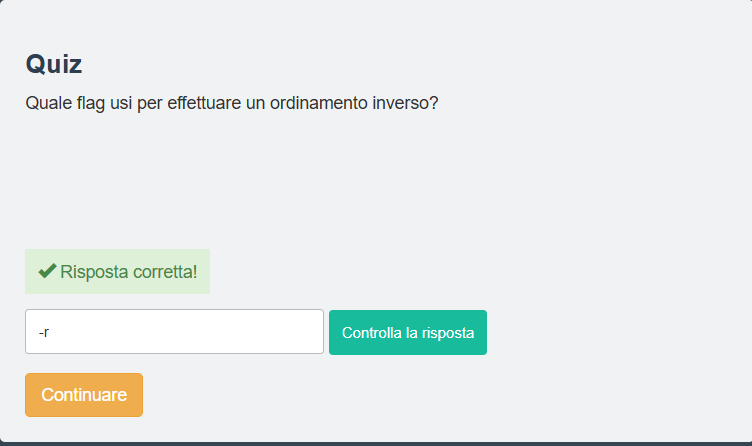 Quiz
Quale flag usi per effettuare un ordinamento inverso?
Risposta corretta!
-r
Controlla la risposta
Continuare